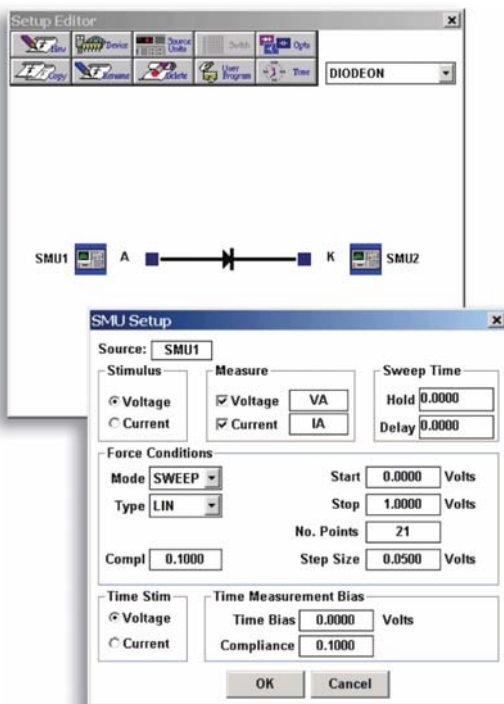 Setup Editor
New Device Source Units Switch Opts
Copy Rename Delete User Program Time
DIODEON
SMU1 A K SMU2
SMU Setup
Source: SMU1
Stimulus
Voltage
Current
Measure
Voltage VA
Current IA
Sweep Time
Hold 0.0000
Delay 0.0000
Force Conditions
Mode SWEEP
Type LIN
Compl 0.1000
Start 0.0000 Volts
Stop 1.0000 Volts
No. Points 21
Step Size 0.0500 Volts
Time Stim
Voltage
Current
Time Measurement Bias
Time Bias 0.0000 Volts
Compliance 0.1000
OK Cancel